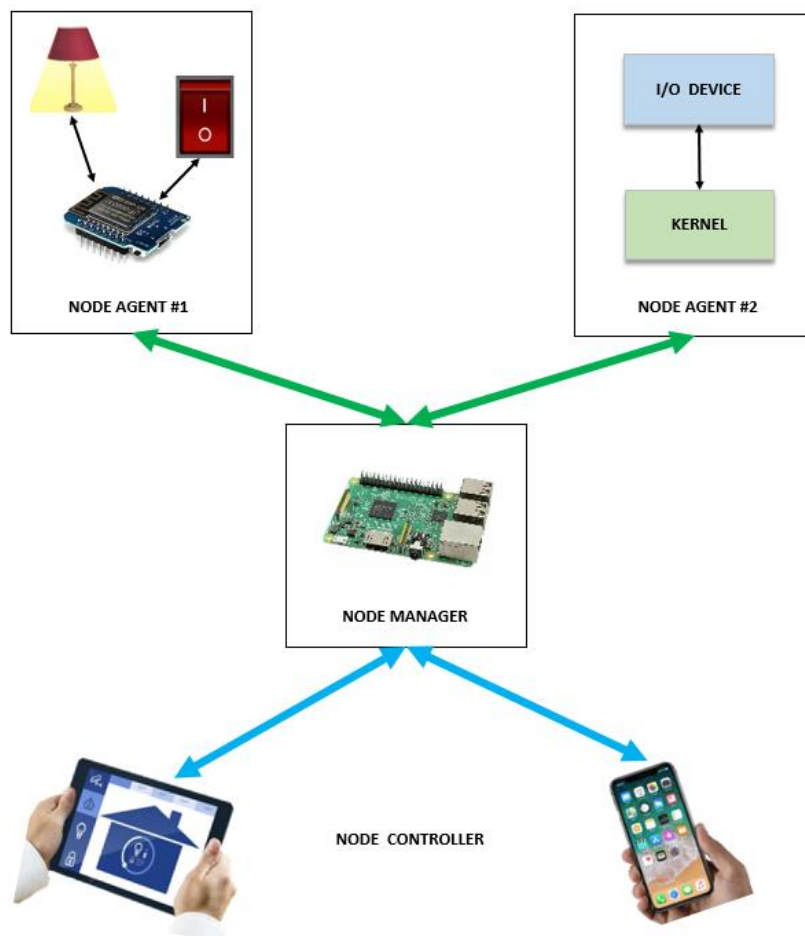 I
O
I/O DEVICE
KERNEL
NODE AGENT #1
NODE AGENT #2
NODE MANAGER
NODE CONTROLLER